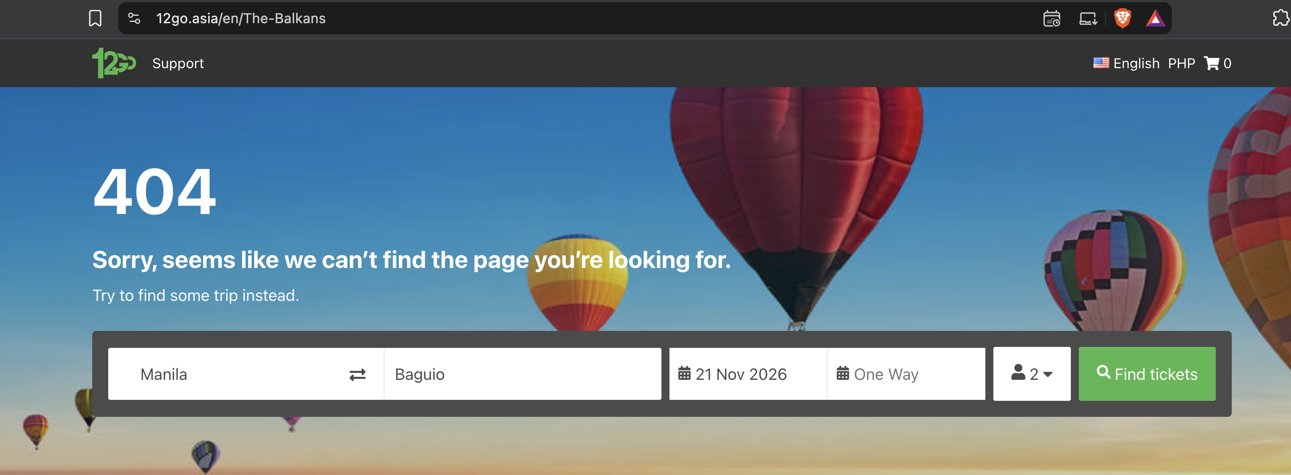 12go.asia/en/The-Balkans
12GO Support English PHP 0
404
Sorry, seems like we can’t find the page you’re looking for.
Try to find some trip instead.
Manila Baguio 21 Nov 2026 One Way 2 Find tickets